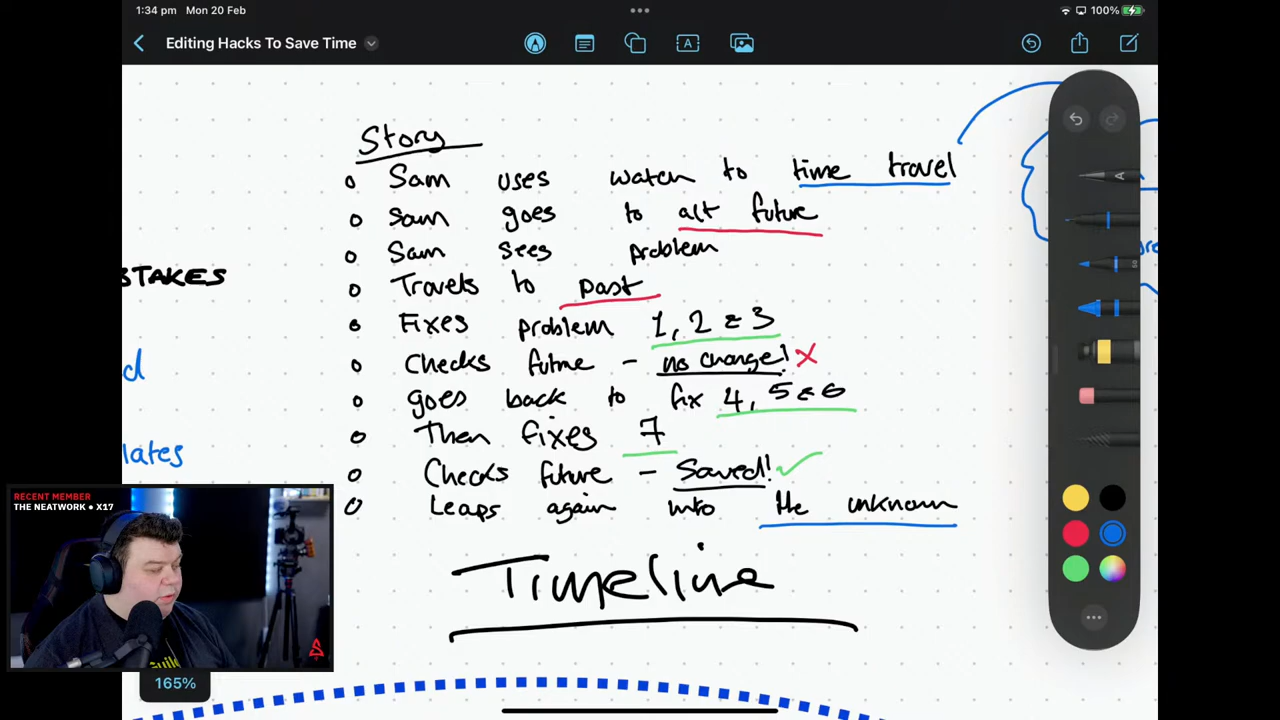 1:34 pm Mon 20 Feb
100%
Editing Hacks To Save Time
A
Story
Sam uses watch to time travel
Sam goes to alt future
Sam sees problem
STAKES
Travels to past
Fixes problem 1, 2 & 3
Checks future - no change! X
d
goes back to fix 4, 5 & 6
Then fixes 7
lates
Checks future - Saved! ✓
Leaps again into the unknown
RECENT MEMBER
THE NEATWORK • X17
Timeline
165%